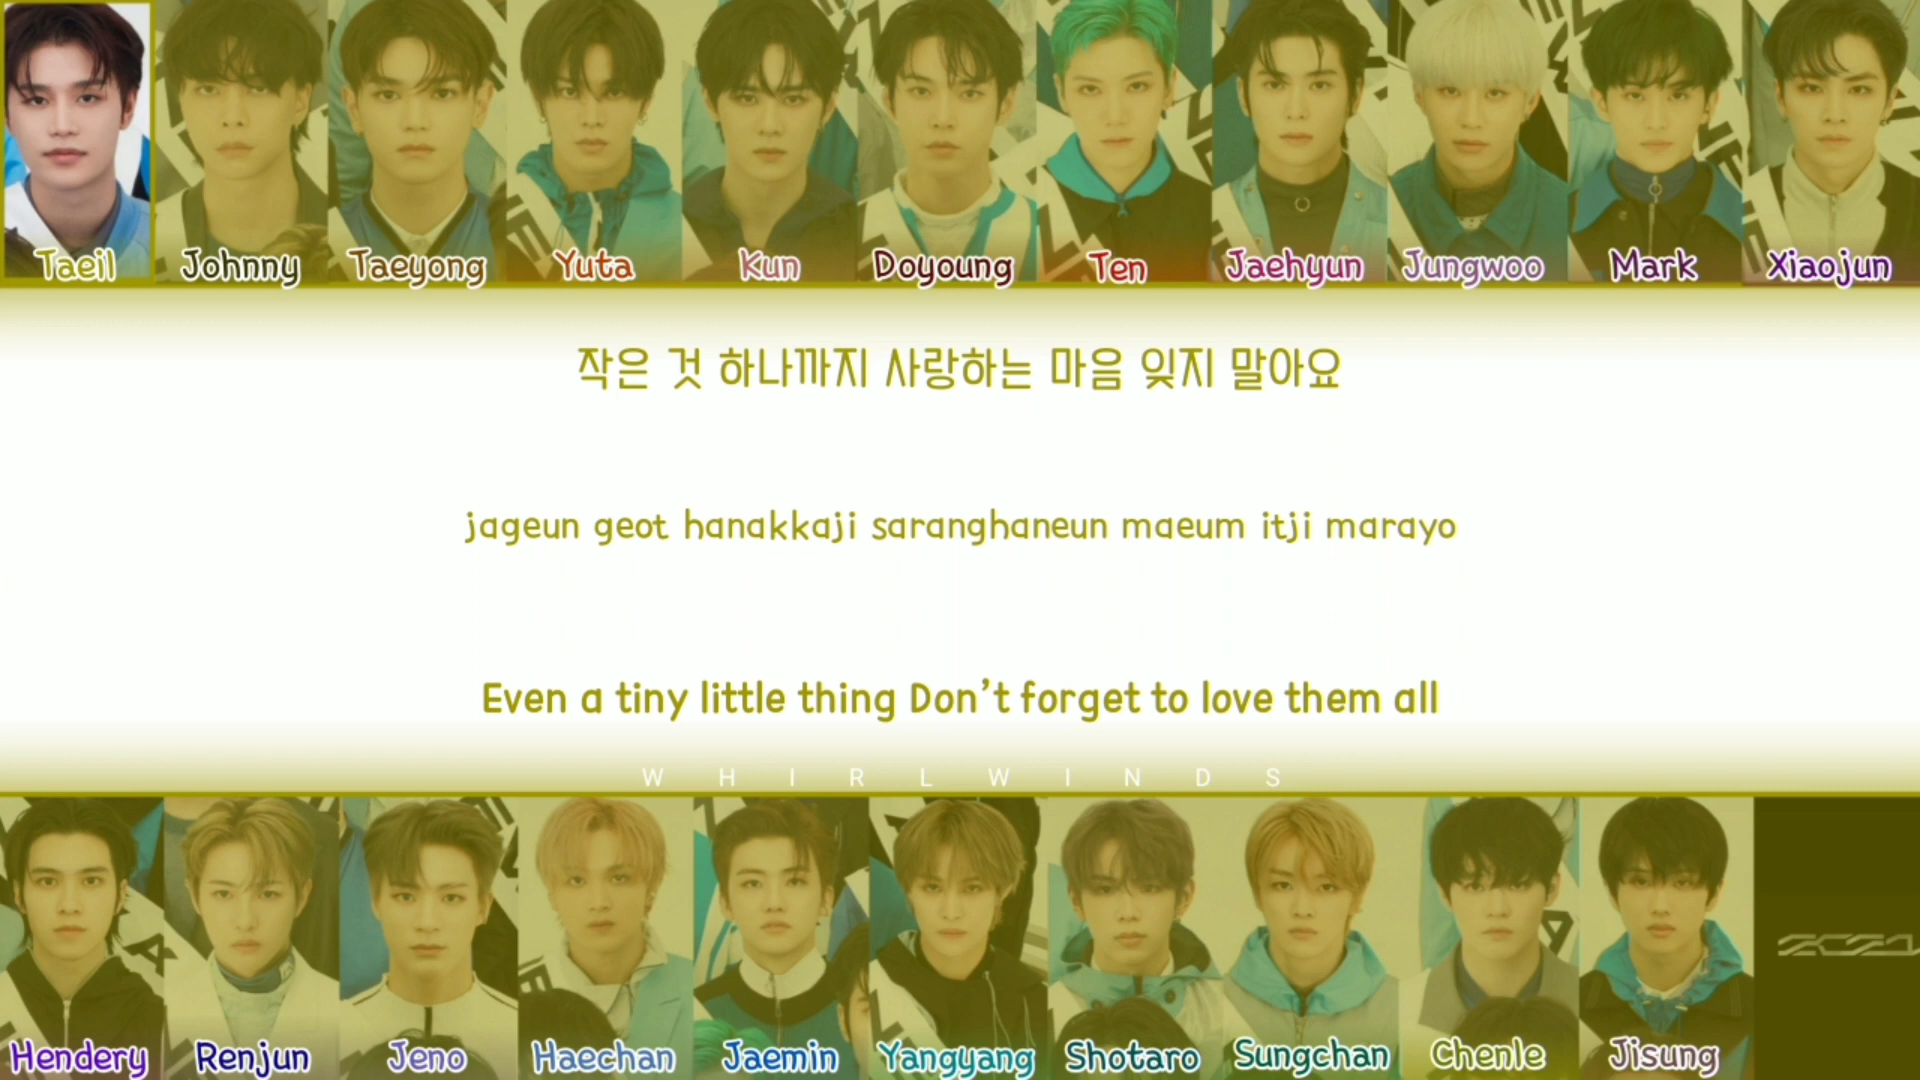 Taeil Johnny Taeyong Yuta Kun Doyoung Ten Jaehyun Jungwoo Mark Xiaojun
작은 것 하나까지 사랑하는 마음 잊지 말아요
jageun geot hanakkaji saranghaneun maeum itji marayo
Even a tiny little thing Don't forget to love them all
WHIRLWINDS
Hendery Renjun Jeno Haechan Jaemin Yangyang Shotaro Sungchan Chenle Jisung
2021